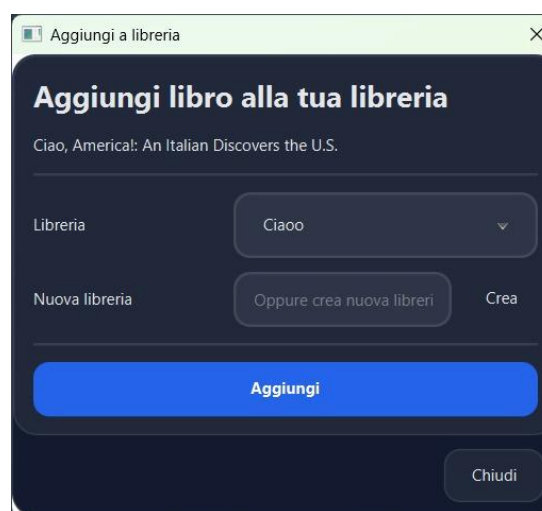 Aggiungi a libreria
Aggiungi libro alla tua libreria
Ciao, America!: An Italian Discovers the U.S.
Libreria
Ciaoo
Nuova libreria
Oppure crea nuova libreri
Crea
Aggiungi
Chiudi